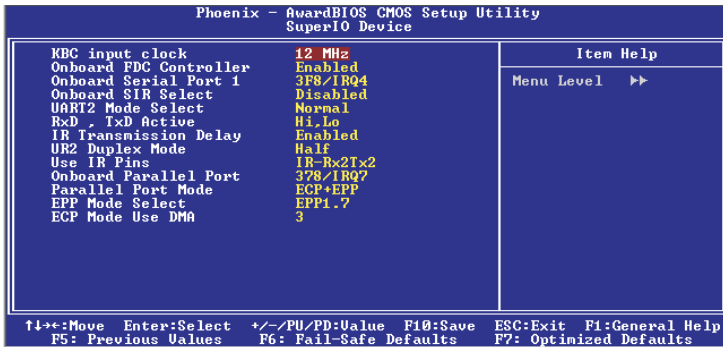 Phoenix - AwardBIOS CMOS Setup Utility
SuperIO Device
KBC input clock 12 MHz
Onboard FDC Controller Enabled
Onboard Serial Port 1 3F8/IRQ4
Onboard SIR Select Disabled
UART2 Mode Select Normal
RxD , TxD Active Hi,Lo
IR Transmission Delay Enabled
UR2 Duplex Mode Half
Use IR Pins IR-Rx2Tx2
Onboard Parallel Port 378/IRQ7
Parallel Port Mode ECP+EPP
EPP Mode Select EPP1.7
ECP Mode Use DMA 3
Item Help
Menu Level ►►
↑↓→←:Move Enter:Select +/-/PU/PD:Value F10:Save ESC:Exit F1:General Help
F5: Previous Values F6: Fail-Safe Defaults F7: Optimized Defaults